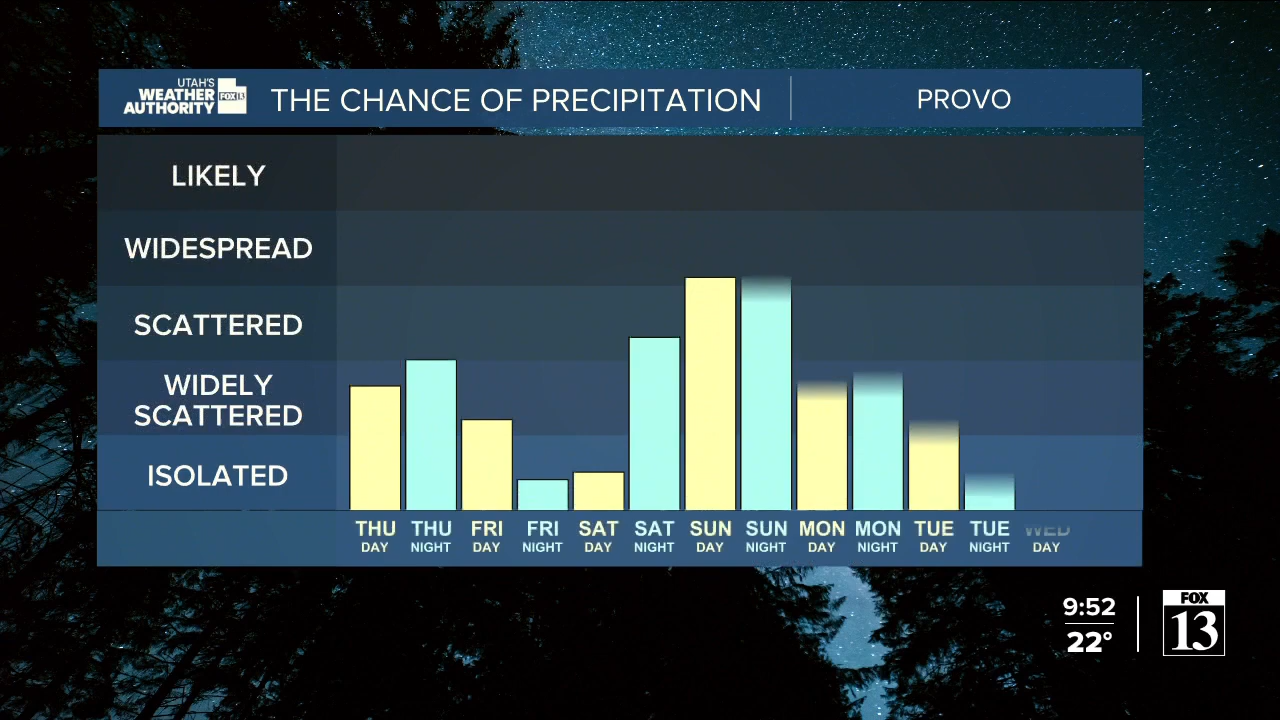 UTAH'S
WEATHER
AUTHORITY
FOX 13
THE CHANCE OF PRECIPITATION
PROVO
LIKELY
WIDESPREAD
SCATTERED
WIDELY
SCATTERED
ISOLATED
THU THU FRI FRI SAT SAT SUN SUN MON MON TUE TUE WED
DAY NIGHT DAY NIGHT DAY NIGHT DAY NIGHT DAY NIGHT DAY NIGHT DAY
9:52
22°
FOX
13